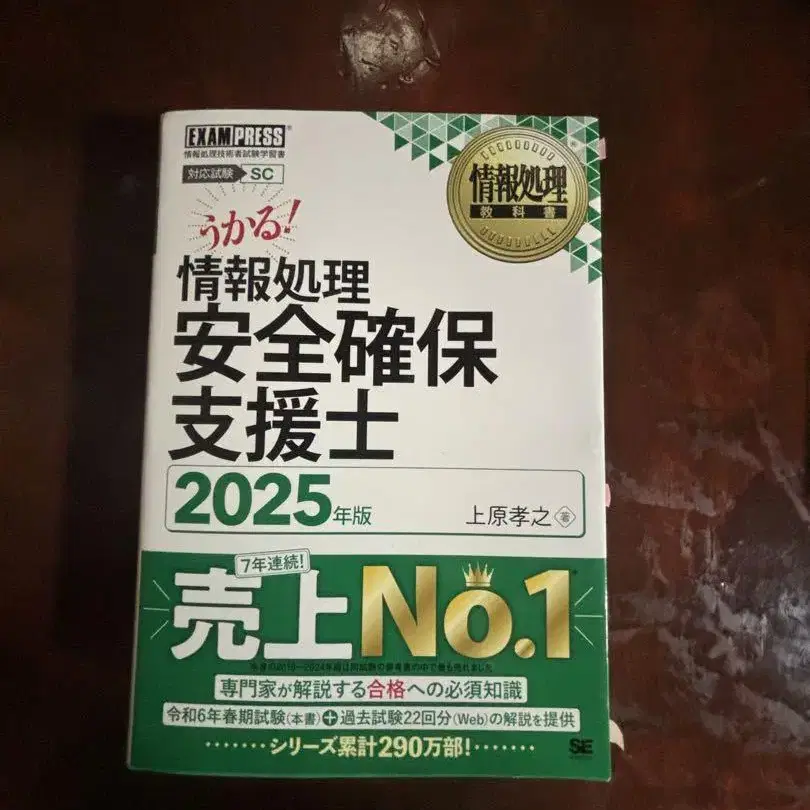 EXAMPRESS®
情報処理技術者試験学習書
対応試験 SC
情報処理
教科書
うかる!
情報処理
安全確保
支援士
2025年版
上原孝之 著
7年連続!
売上No.1
専門家が解説する合格への必須知識
令和6年春期試験(本書)+過去試験22回分(Web)の解説を提供
シリーズ累計290万部!
SE